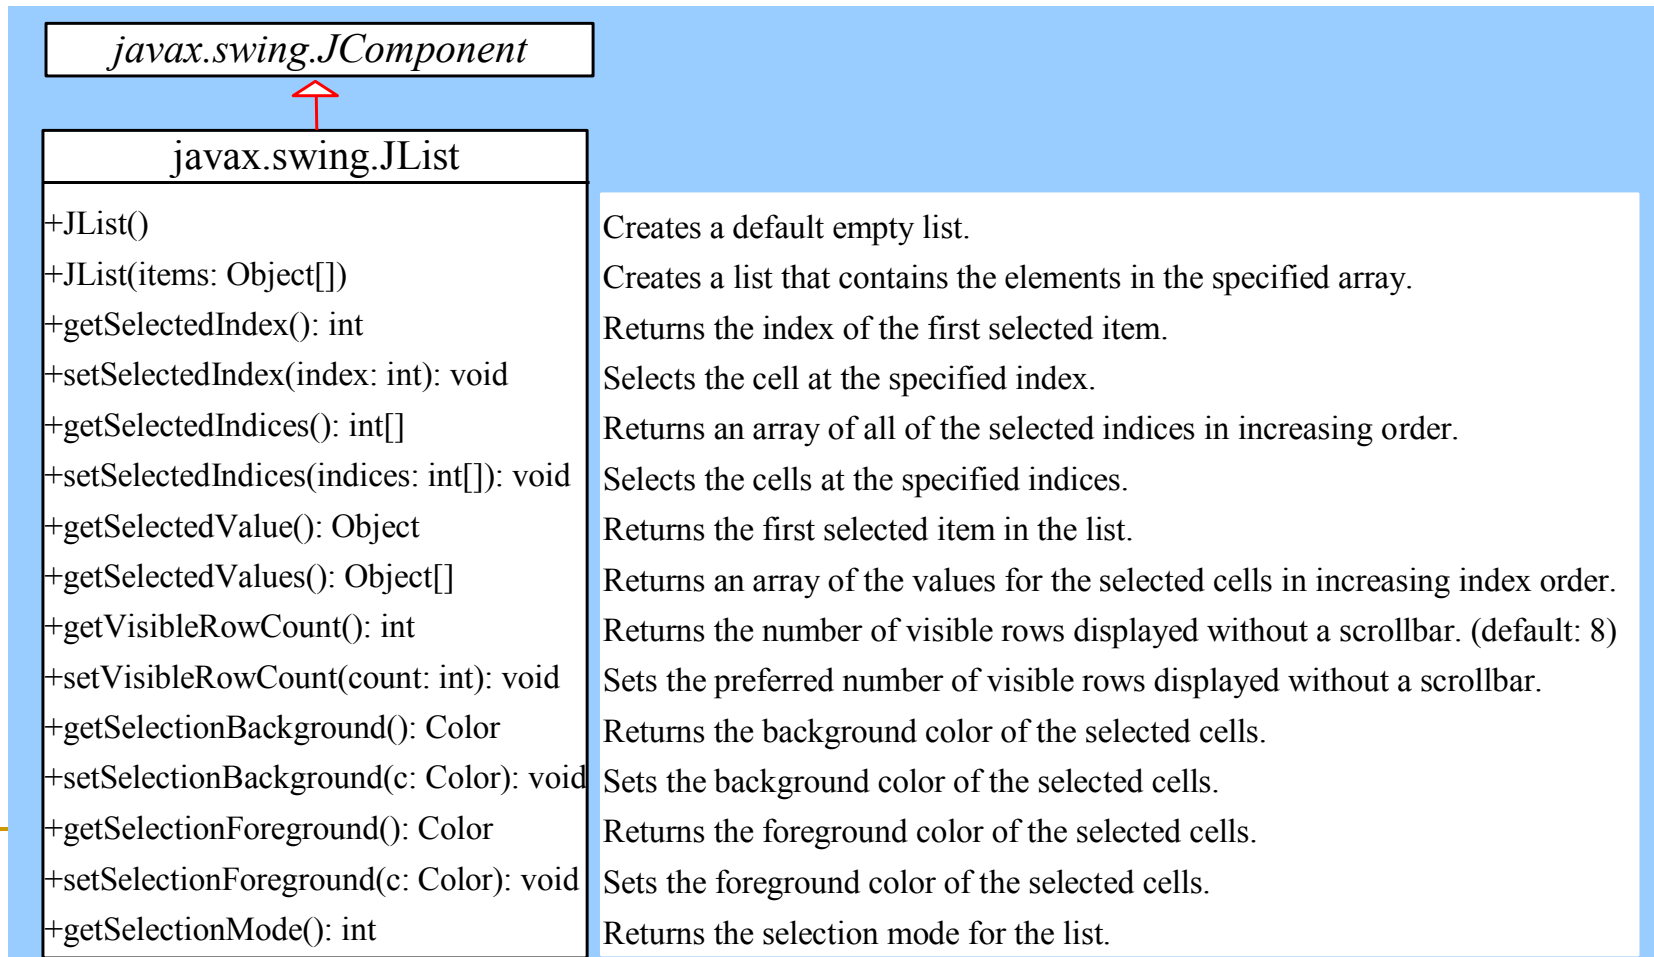 javax.swing.JComponent
javax.swing.JList
+JList() Creates a default empty list.
+JList(items: Object[]) Creates a list that contains the elements in the specified array.
+getSelectedIndex(): int Returns the index of the first selected item.
+setSelectedIndex(index: int): void Selects the cell at the specified index.
+getSelectedIndices(): int[] Returns an array of all of the selected indices in increasing order.
+setSelectedIndices(indices: int[]): void Selects the cells at the specified indices.
+getSelectedValue(): Object Returns the first selected item in the list.
+getSelectedValues(): Object[] Returns an array of the values for the selected cells in increasing index order.
+getVisibleRowCount(): int Returns the number of visible rows displayed without a scrollbar. (default: 8)
+setVisibleRowCount(count: int): void Sets the preferred number of visible rows displayed without a scrollbar.
+getSelectionBackground(): Color Returns the background color of the selected cells.
+setSelectionBackground(c: Color): void Sets the background color of the selected cells.
+getSelectionForeground(): Color Returns the foreground color of the selected cells.
+setSelectionForeground(c: Color): void Sets the foreground color of the selected cells.
+getSelectionMode(): int Returns the selection mode for the list.